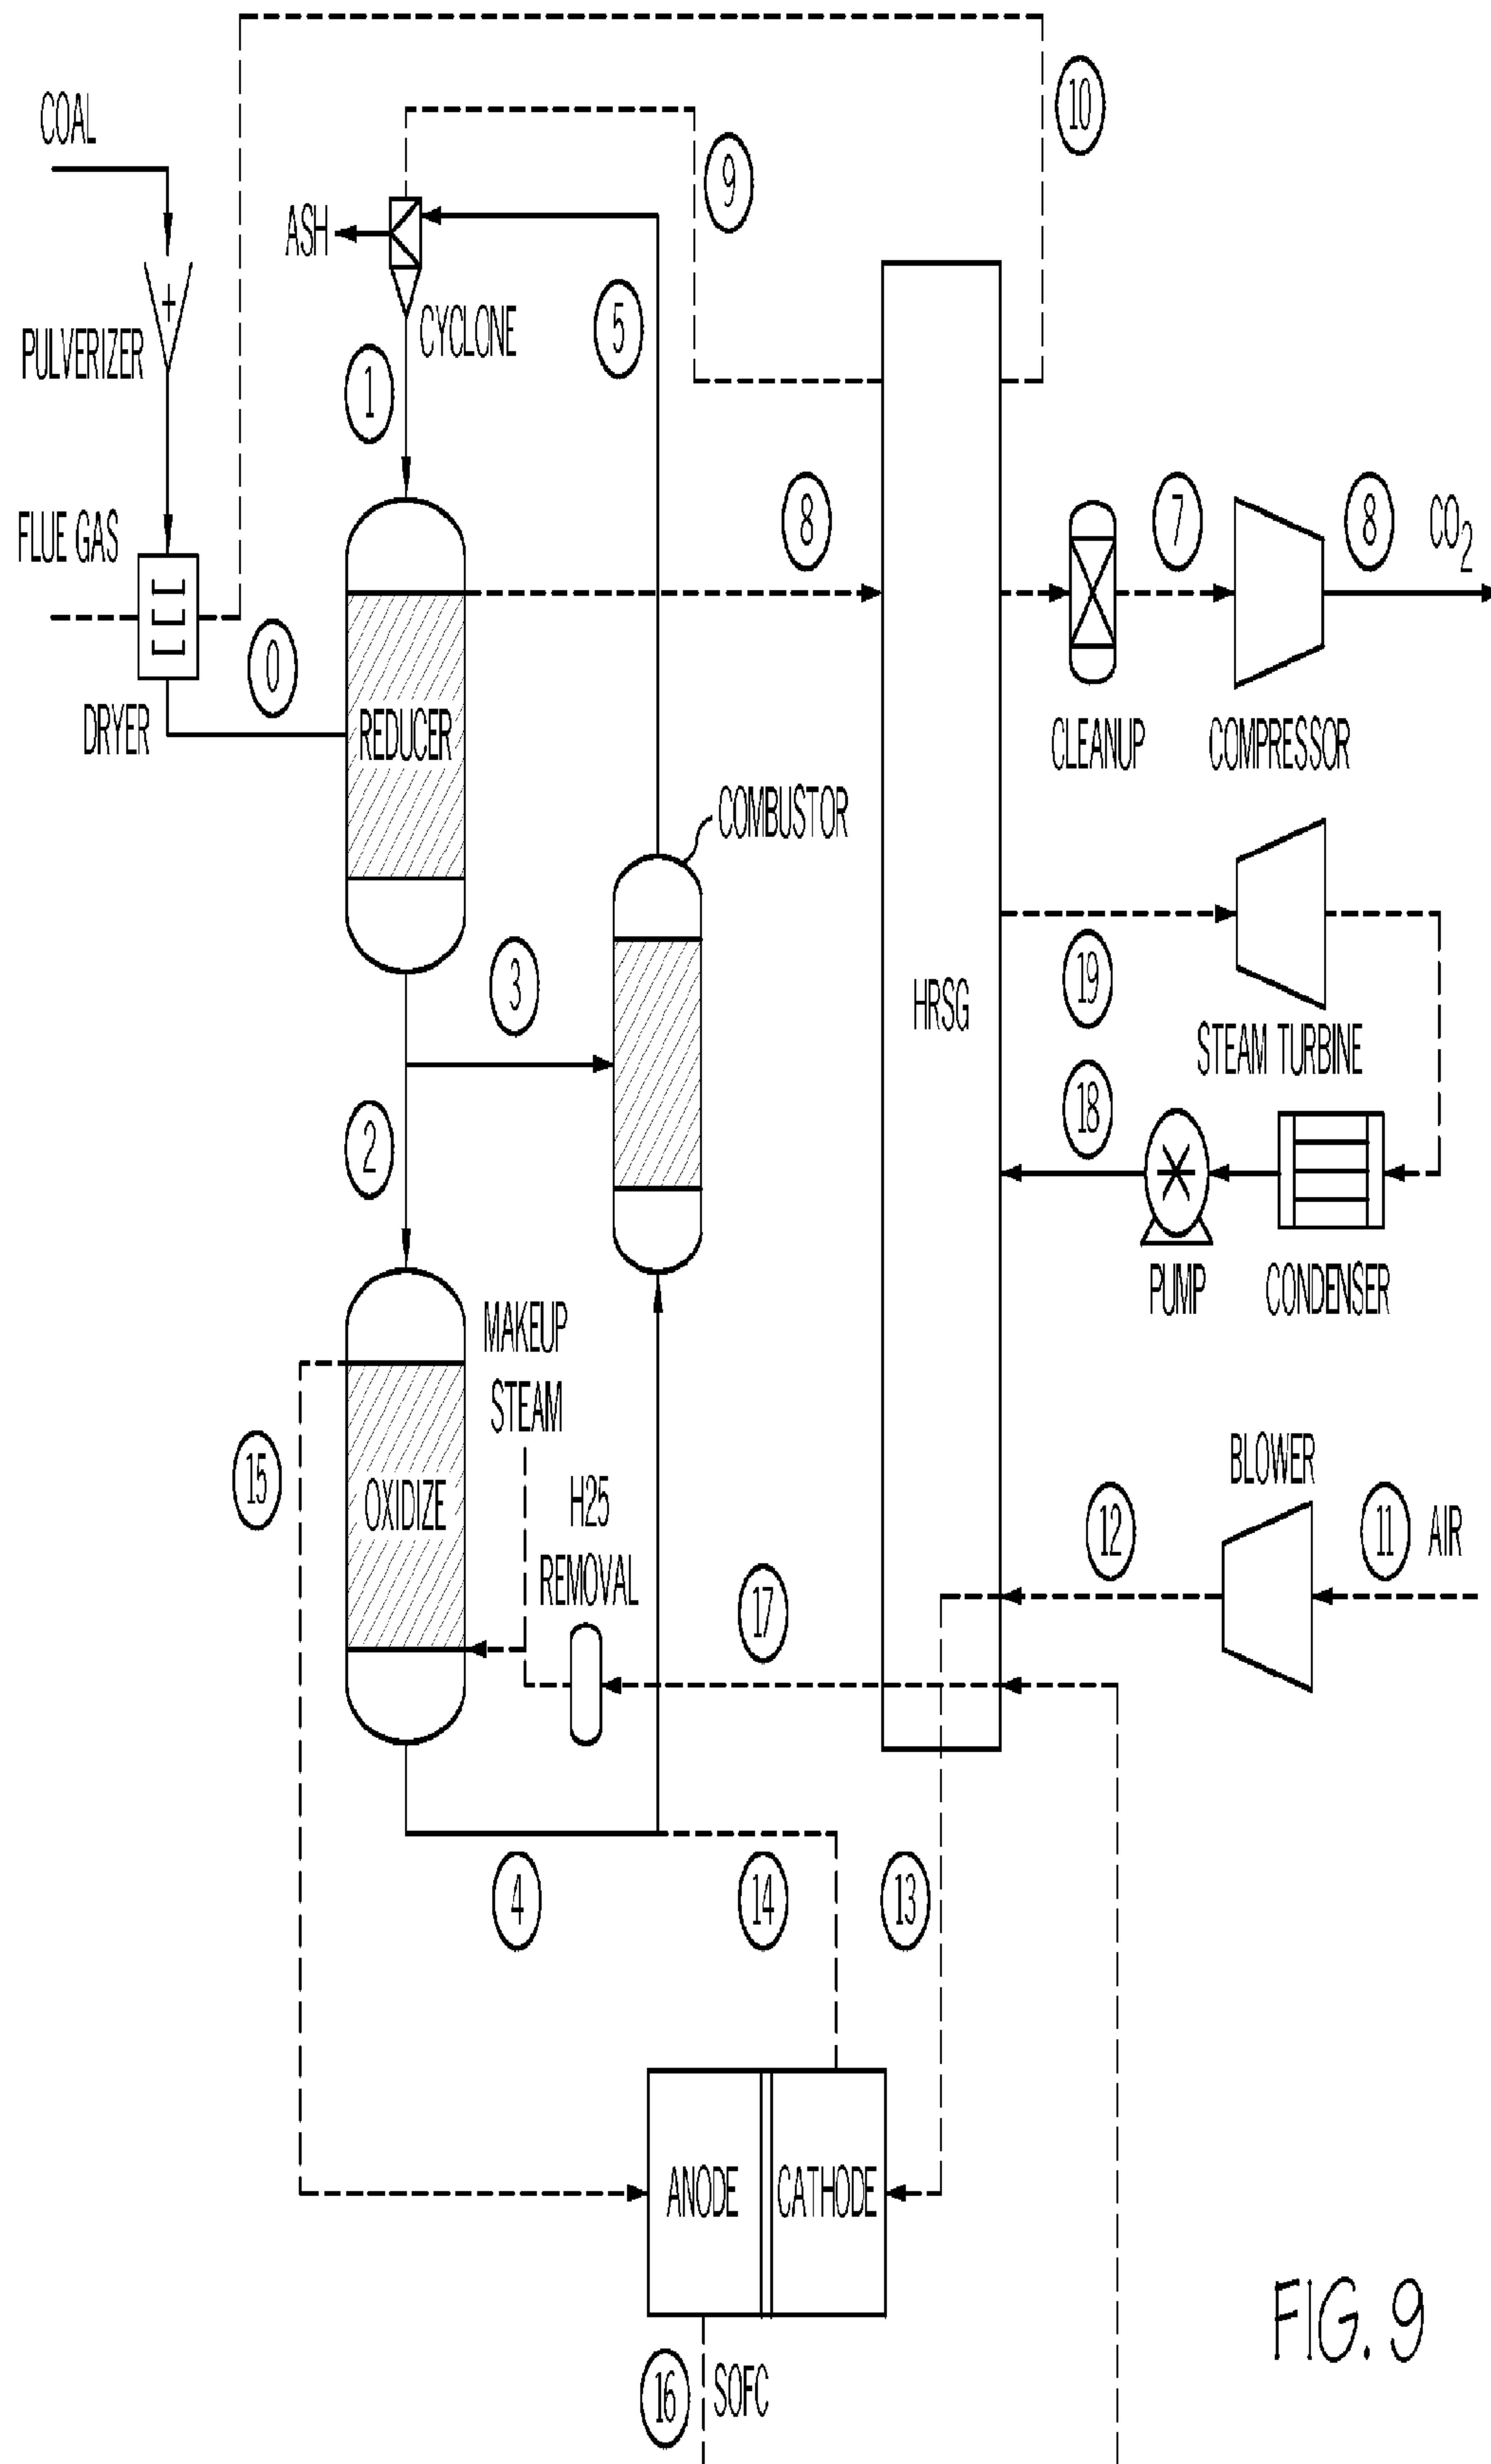 10
COAL
9
ASH
5
CYCLONE
PULVERIZER
1
FLUE GAS
8
7
8
CO2
0
DRYER
REDUCER
CLEANUP
COMPRESSOR
COMBUSTOR
3
HRSG
19
STEAM TURBINE
18
2
PUMP
CONDENSER
MAKEUP
STEAM
15
OXIDIZE
H25
REMOVAL
BLOWER
12
11
AIR
17
4
14
13
ANODE
CATHODE
16
SOFC
FIG. 9